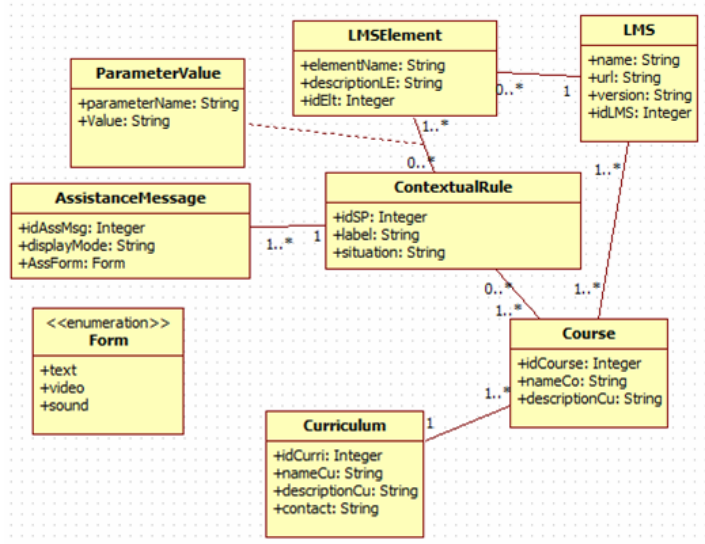 LMSElement
+elementName: String
+descriptionLE: String
+idElt: Integer
LMS
+name: String
+url: String
+version: String
+idLMS: Integer
0..*
1
ParameterValue
+parameterName: String
+Value: String
1..*
0..*
AssistanceMessage
+idAssMsg: Integer
+displayMode: String
+AssForm: Form
1..*
1
ContextualRule
+idSP: Integer
+label: String
+situation: String
1..*
1..*
0..*
1..*
<<enumeration>>
Form
+text
+video
+sound
Course
+idCourse: Integer
+nameCo: String
+descriptionCu: String
1..*
1
Curriculum
+idCurri: Integer
+nameCu: String
+descriptionCu: String
+contact: String